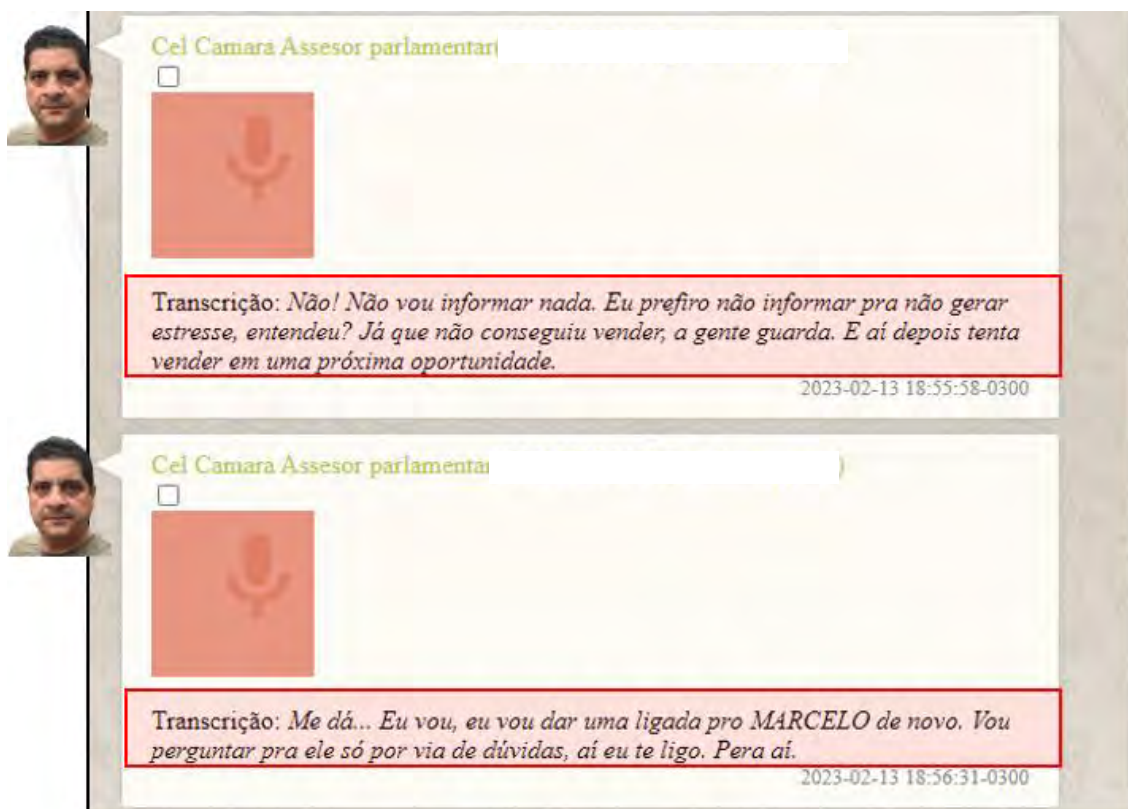 Cel Camara Assesor parlamentar(
Transcrição: Não! Não vou informar nada. Eu prefiro não informar pra não gerar
estresse, entendeu? Já que não conseguiu vender, a gente guarda. E aí depois tenta
vender em uma próxima oportunidade.
2023-02-13 18:55:58-0300
Cel Camara Assesor parlamentar )
Transcrição: Me dá... Eu vou, eu vou dar uma ligada pro MARCELO de novo. Vou
perguntar pra ele só por via de dúvidas, aí eu te ligo. Pera aí.
2023-02-13 18:56:31-0300